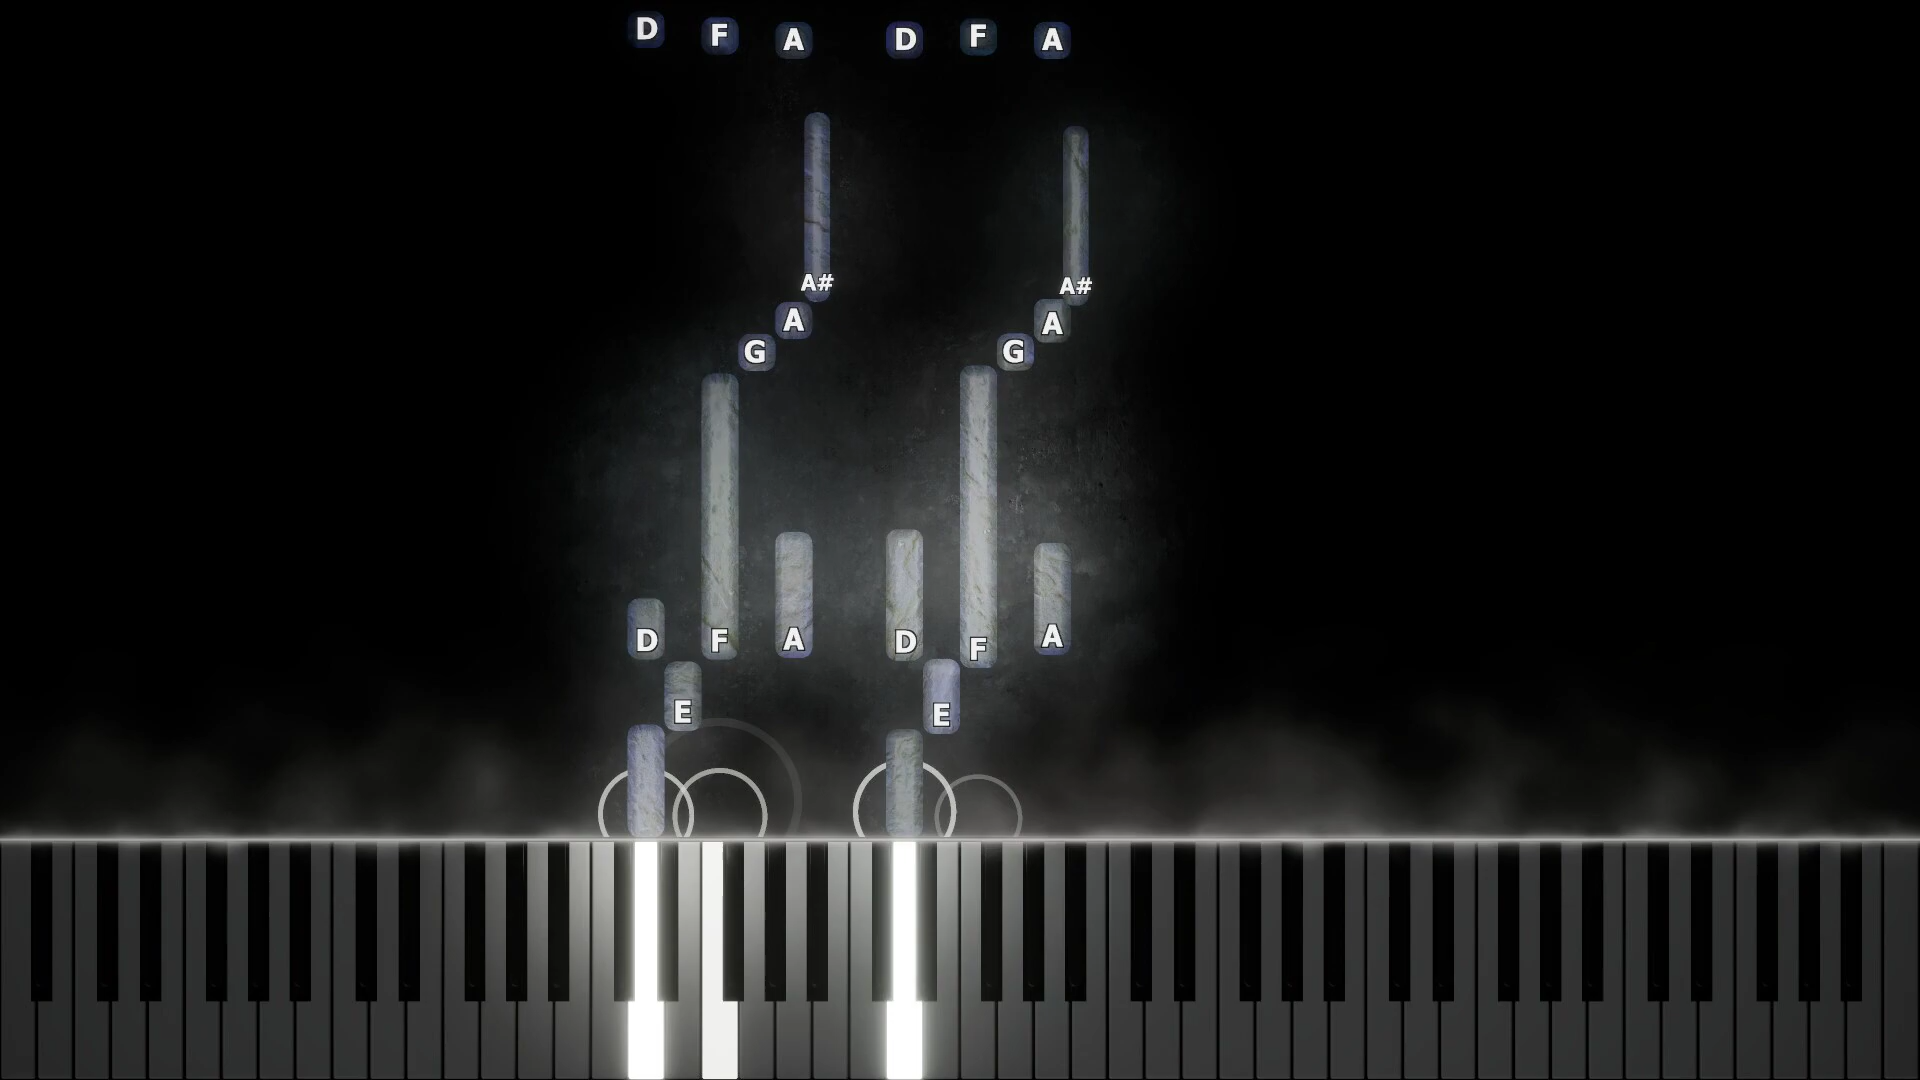 D F A D F A
A# A#
A A
G G
D F A D F A
E E